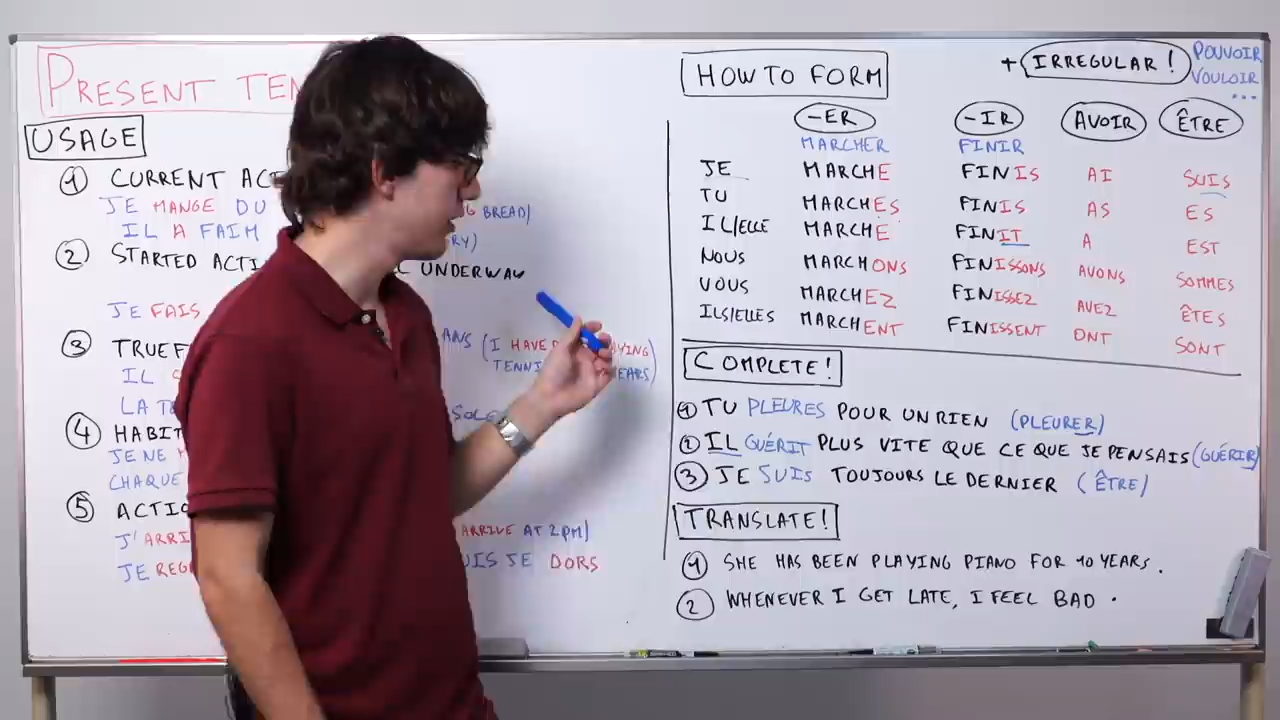 PRESENT TEN
USAGE
1 CURRENT ACT
JE MANGE DU
BREAD)
IL A FAIM
RY)
2 STARTED ACTI
UNDERWAY
JE FAIS
ANS (I HAVE
YING
TENNI
YEARS)
3 TRUE
IL
LA T
SOLE
4 HABIT
JE NE
CHAQUE
5 ACTIO
J'ARRI
ARRIVE AT 2PM)
JE REG
UIS JE DORS
HOW TO FORM
+ IRREGULAR! POUVOIR
VOULOIR
...
-ER -IR AVOIR ÊTRE
MARCHER FINIR
JE MARCHE FINIS AI SUIS
TU MARCHES FINIS AS ES
IL/ELLE MARCHE FINIT A EST
NOUS MARCHONS FINISSONS AVONS SOMMES
VOUS MARCHEZ FINISSEZ AVEZ ÊTES
ILS/ELLES MARCHENT FINISSENT ONT SONT
COMPLETE!
1 TU PLEURES POUR UN RIEN (PLEURER)
2 IL GUÉRIT PLUS VITE QUE CE QUE JE PENSAIS (GUÉRIR)
3 JE SUIS TOUJOURS LE DERNIER (ÊTRE)
TRANSLATE!
1 SHE HAS BEEN PLAYING PIANO FOR 10 YEARS.
2 WHENEVER I GET LATE, I FEEL BAD.